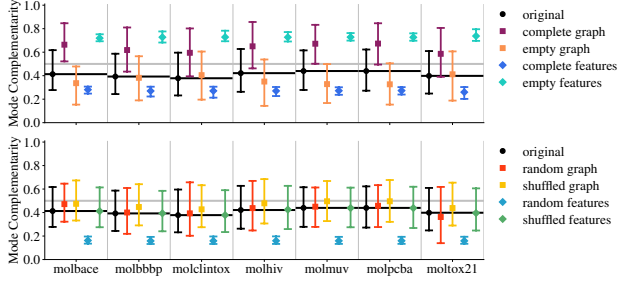 Mode Complementarity
1.0
0.8
0.6
0.4
0.2
0.0
original
complete graph
empty graph
complete features
empty features
Mode Complementarity
1.0
0.8
0.6
0.4
0.2
0.0
original
random graph
shuffled graph
random features
shuffled features
molbace molbbbp molclintox molhiv molmuv molpcba moltox21